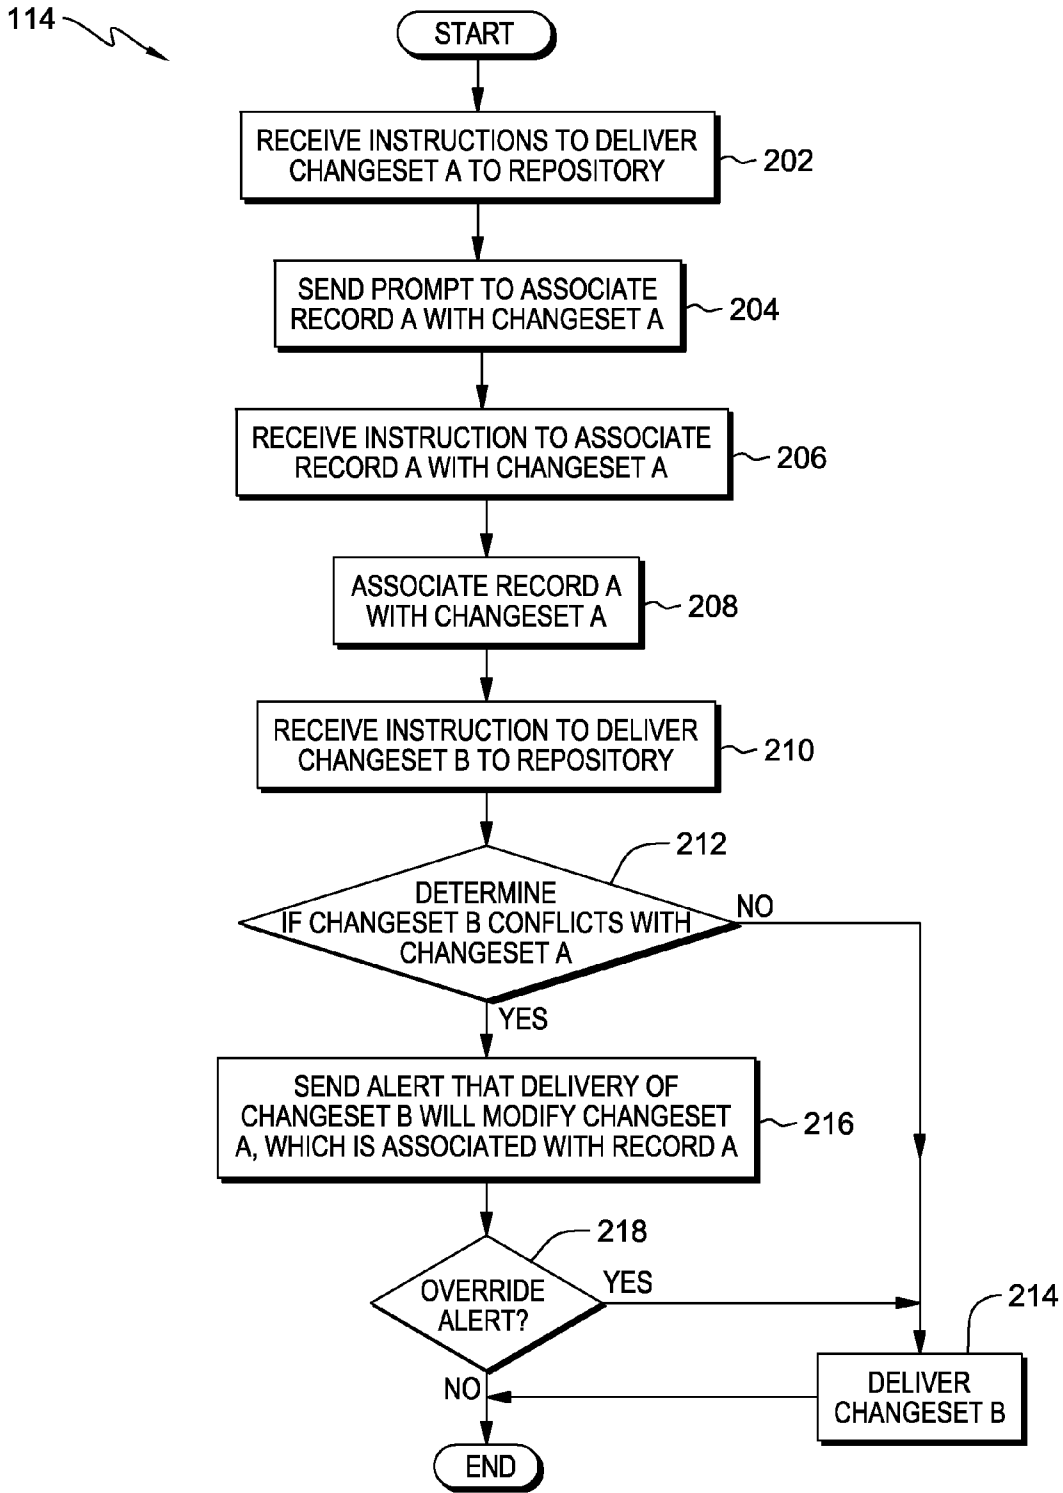 114
START
RECEIVE INSTRUCTIONS TO DELIVER
CHANGESET A TO REPOSITORY
202
SEND PROMPT TO ASSOCIATE
RECORD A WITH CHANGESET A
204
RECEIVE INSTRUCTION TO ASSOCIATE
RECORD A WITH CHANGESET A
206
ASSOCIATE RECORD A
WITH CHANGESET A
208
RECEIVE INSTRUCTION TO DELIVER
CHANGESET B TO REPOSITORY
210
212
DETERMINE
IF CHANGESET B CONFLICTS WITH
CHANGESET A
NO
YES
SEND ALERT THAT DELIVERY OF
CHANGESET B WILL MODIFY CHANGESET
A, WHICH IS ASSOCIATED WITH RECORD A
216
218
OVERRIDE
ALERT?
YES
NO
214
DELIVER
CHANGESET B
END